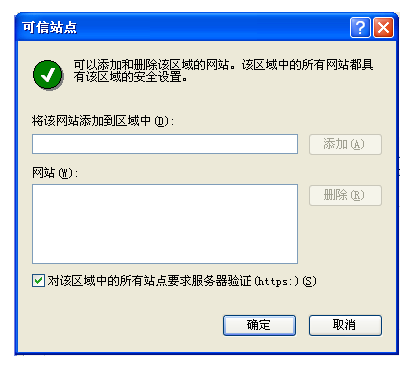 可信站点
可以添加和删除该区域的网站。该区域中的所有网站都具
有该区域的安全设置。
将该网站添加到区域中(D):
添加(A)
网站(W):
删除(R)
对该区域中的所有站点要求服务器验证(https:)(S)
确定
取消